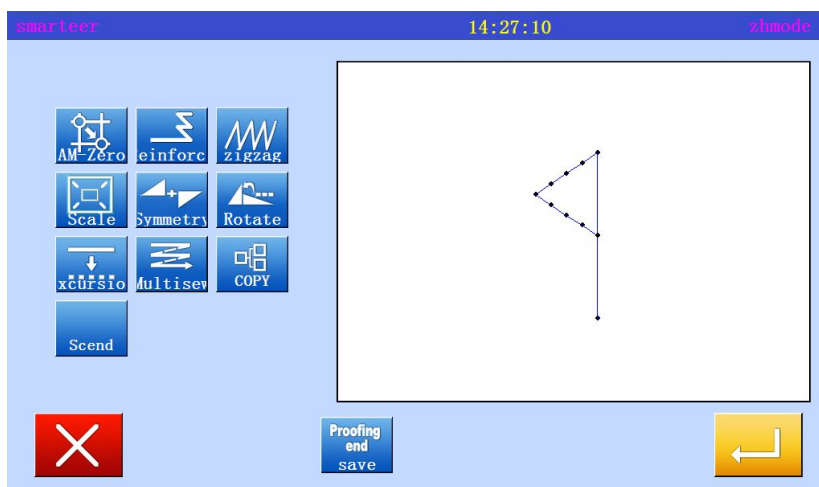 smarteer 14:27:10 zhmode
AM-Zero einforc zigzag
Scale Symmetry Rotate
xcursio Multisew COPY
Scend
Proofing
end
save